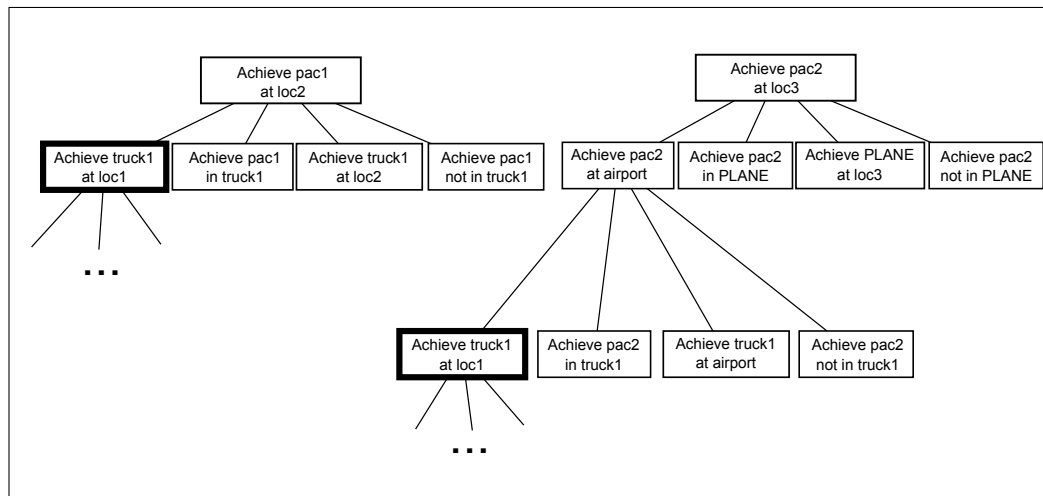 Achieve pac1
at loc2
Achieve pac2
at loc3
Achieve truck1
at loc1
Achieve pac1
in truck1
Achieve truck1
at loc2
Achieve pac1
not in truck1
Achieve pac2
at airport
Achieve pac2
in PLANE
Achieve PLANE
at loc3
Achieve pac2
not in PLANE
...
Achieve truck1
at loc1
Achieve pac2
in truck1
Achieve truck1
at airport
Achieve pac2
not in truck1
...